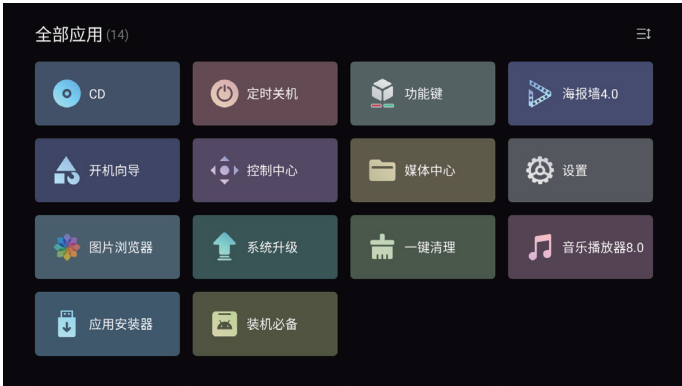 全部应用(14)
CD
定时关机
功能键
海报墙4.0
开机向导
控制中心
媒体中心
设置
图片浏览器
系统升级
一键清理
音乐播放器8.0
应用安装器
装机必备